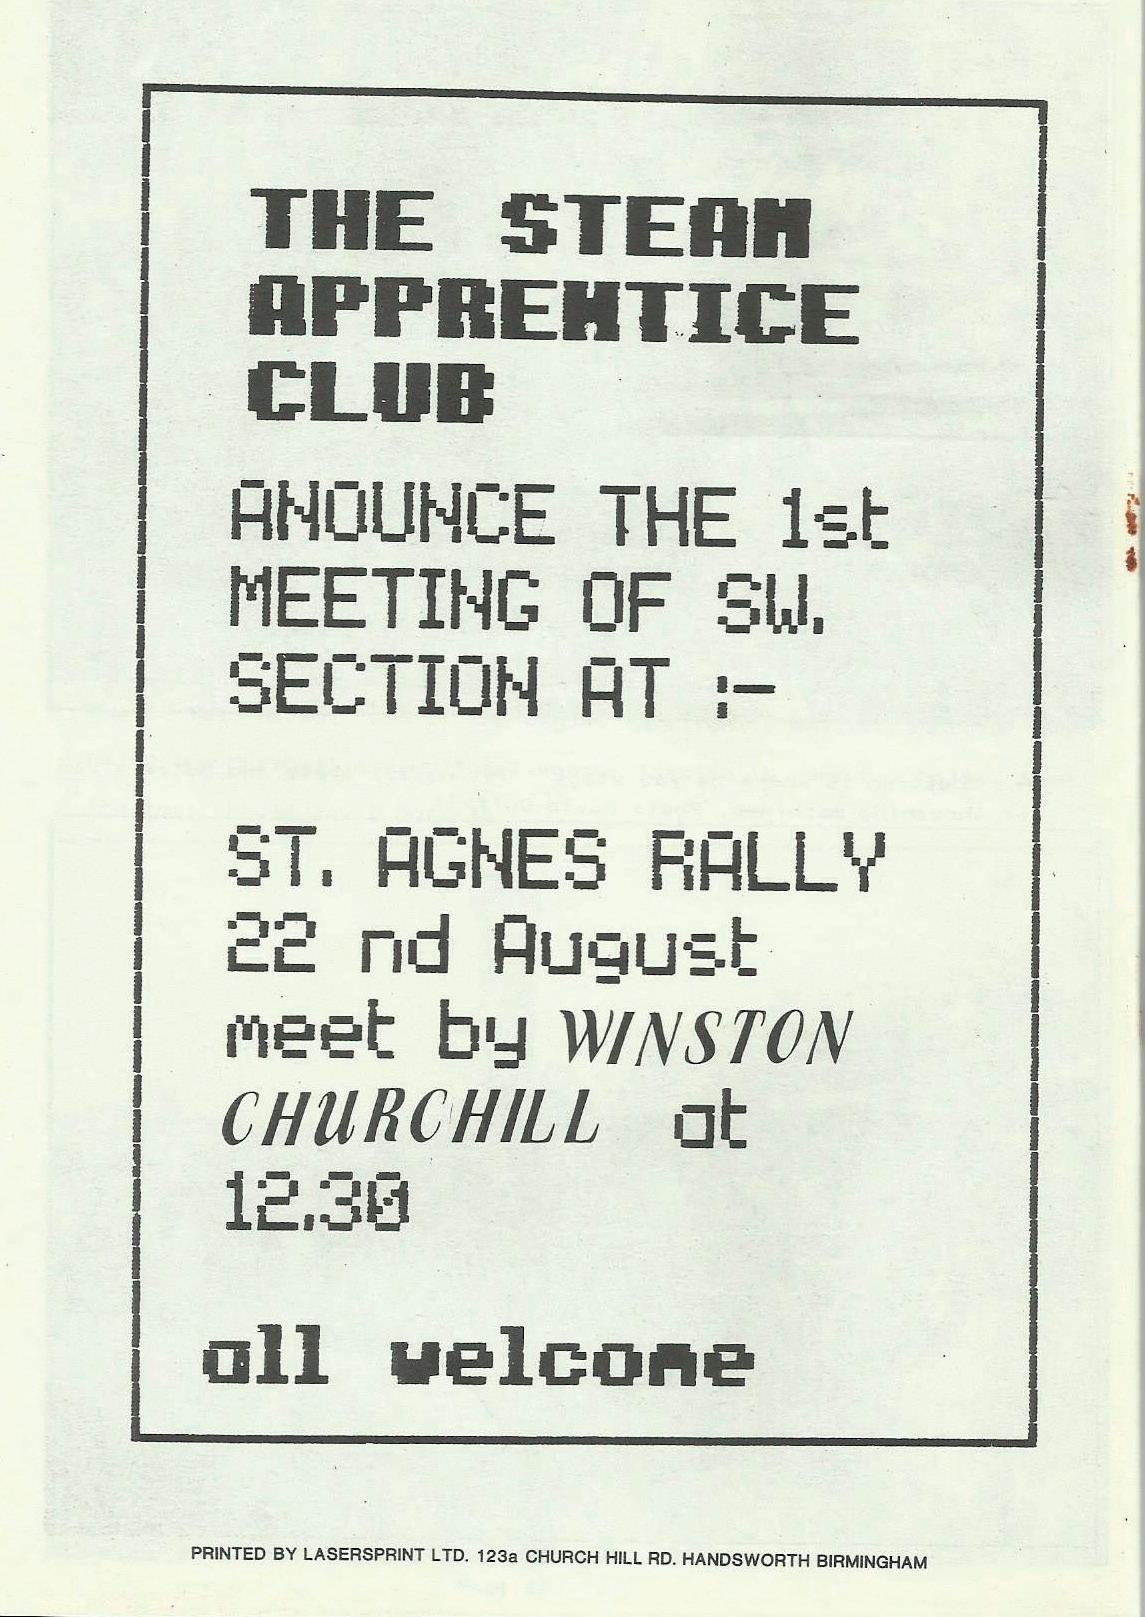 THE STEAM
APPRENTICE
CLUB
ANOUNCE THE 1st
MEETING OF SW.
SECTION AT :-
ST. AGNES RALLY
22 nd August
meet by WINSTON
CHURCHILL at
12.30
all welcome
PRINTED BY LASERSPRINT LTD. 123a CHURCH HILL RD. HANDSWORTH BIRMINGHAM